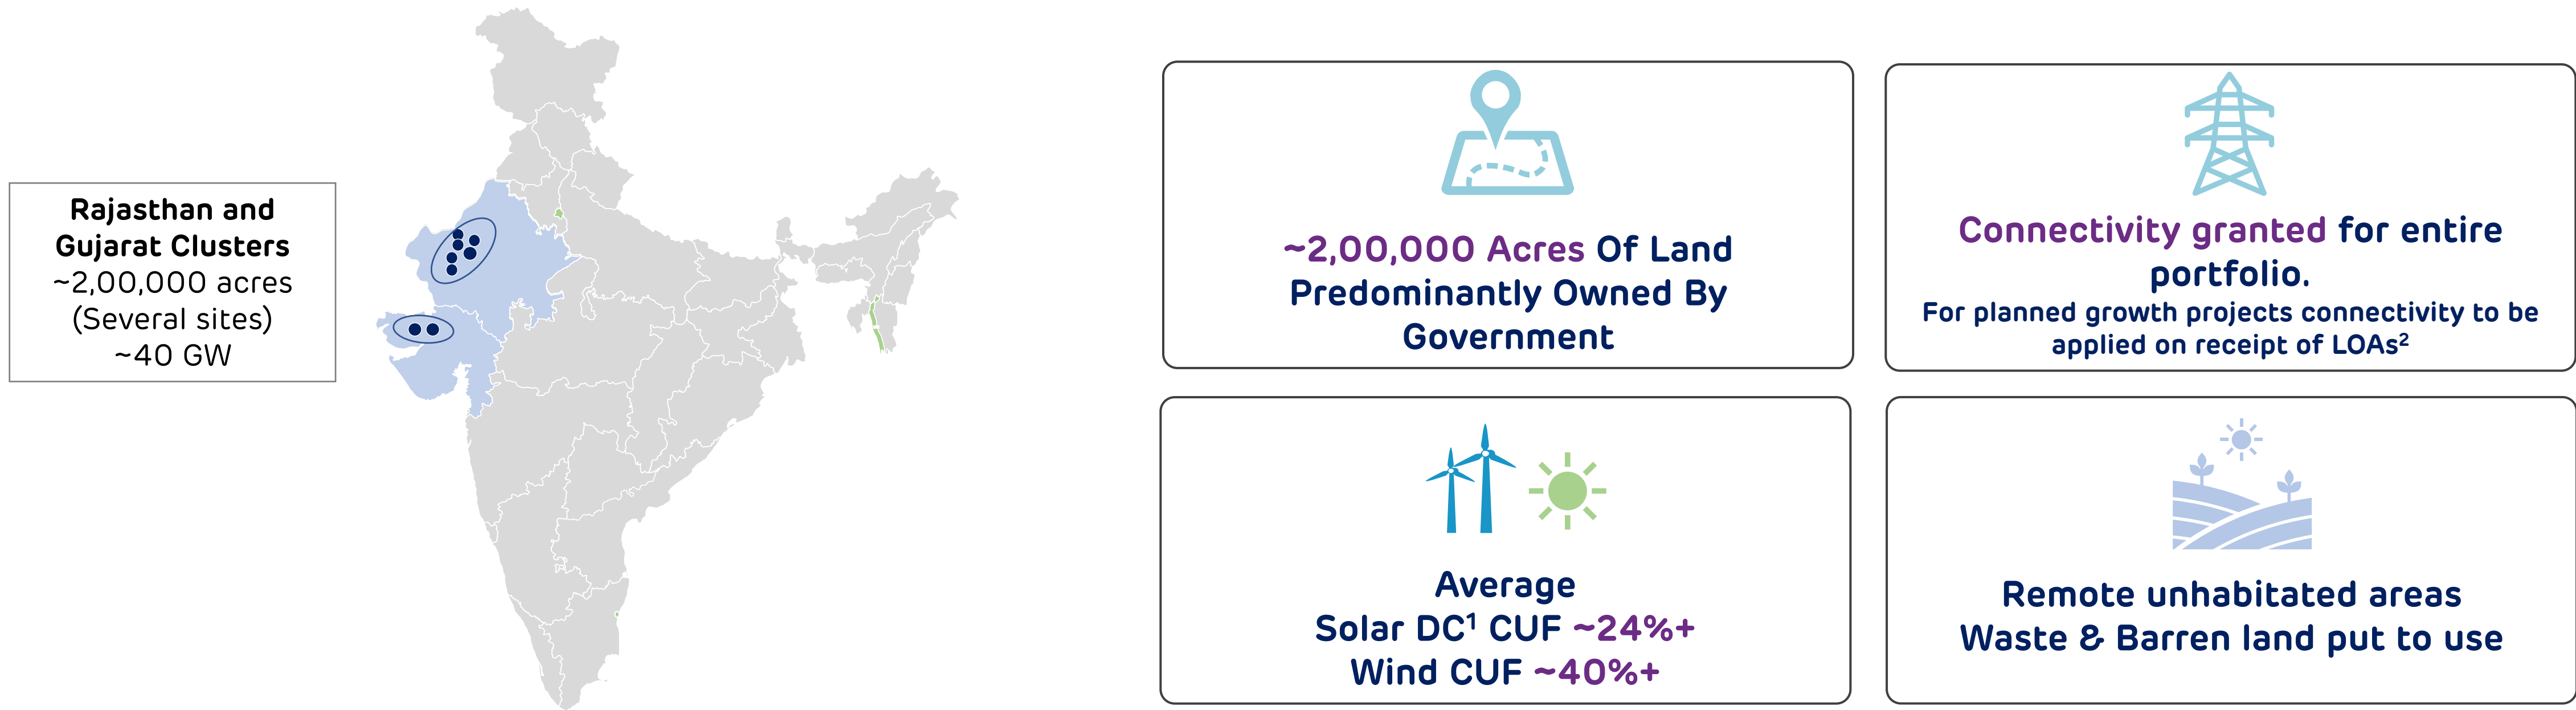 Rajasthan and
Gujarat Clusters
~2,00,000 acres
(Several sites)
~40 GW
~2,00,000 Acres Of Land
Predominantly Owned By
Government
Connectivity granted for entire
portfolio.
For planned growth projects connectivity to be
applied on receipt of LOAs²
Average
Solar DC¹ CUF ~24%+
Wind CUF ~40%+
Remote unhabitated areas
Waste & Barren land put to use